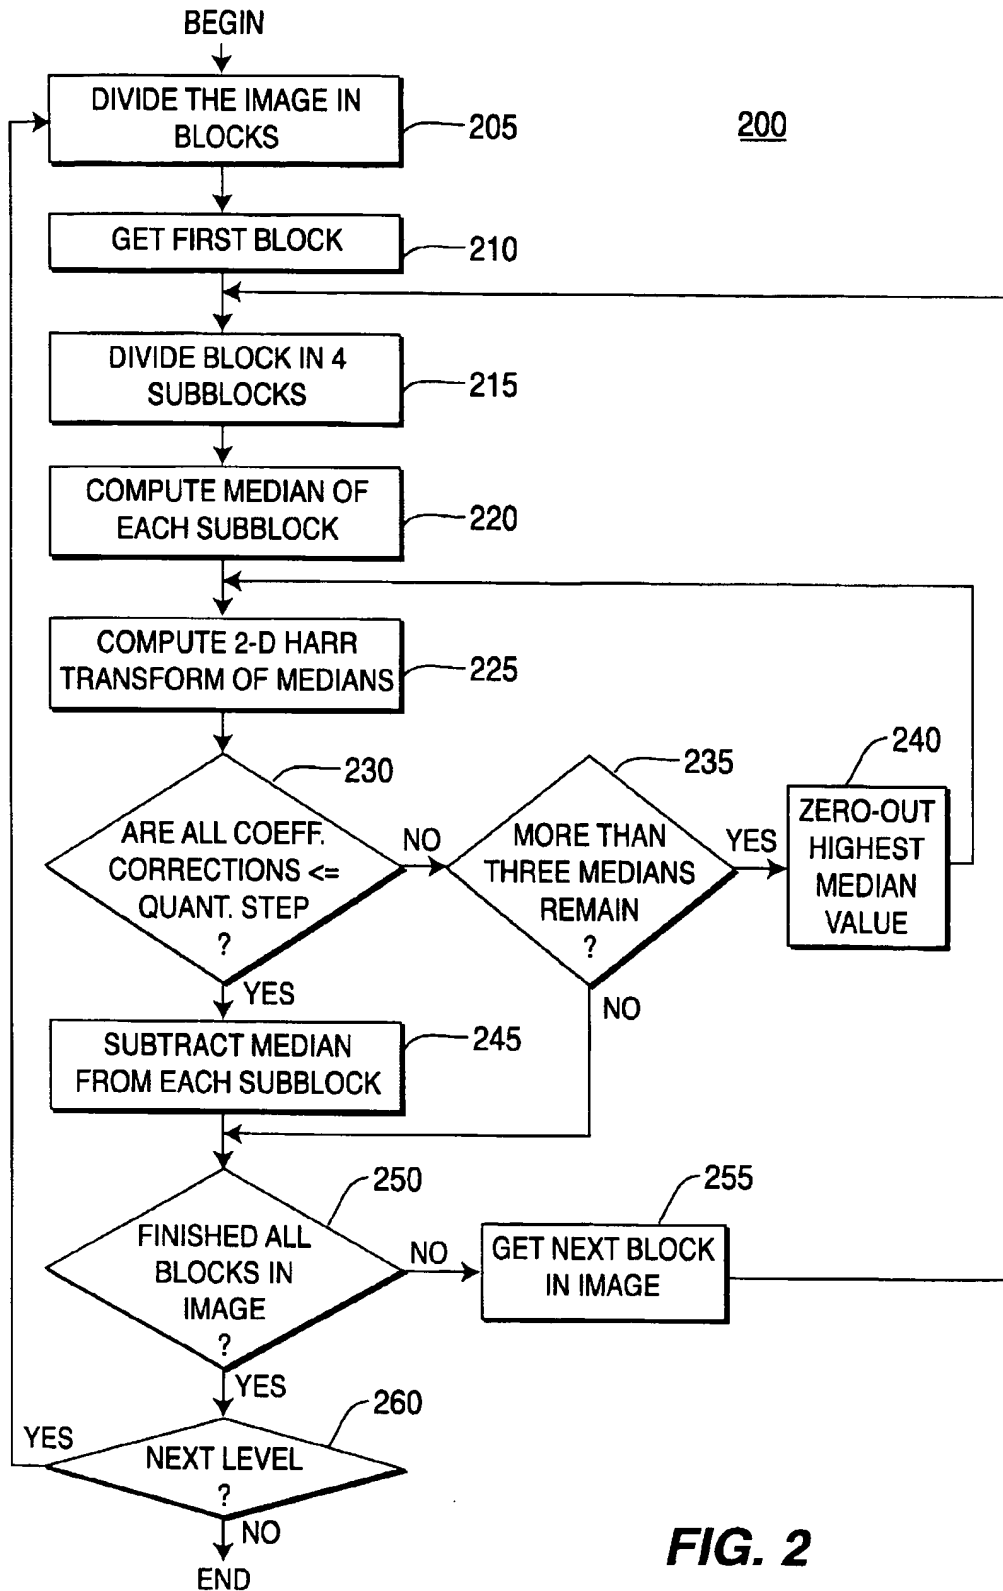 BEGIN
DIVIDE THE IMAGE IN
BLOCKS
205
200
GET FIRST BLOCK
210
DIVIDE BLOCK IN 4
SUBBLOCKS
215
COMPUTE MEDIAN OF
EACH SUBBLOCK
220
COMPUTE 2-D HARR
TRANSFORM OF MEDIANS
225
230
ARE ALL COEFF.
CORRECTIONS <=
QUANT. STEP
?
NO
YES
235
MORE THAN
THREE MEDIANS
REMAIN
?
YES
NO
240
ZERO-OUT
HIGHEST
MEDIAN
VALUE
SUBTRACT MEDIAN
FROM EACH SUBBLOCK
245
250
FINISHED ALL
BLOCKS IN
IMAGE
?
NO
YES
255
GET NEXT BLOCK
IN IMAGE
260
YES
NEXT LEVEL
?
NO
END
FIG. 2